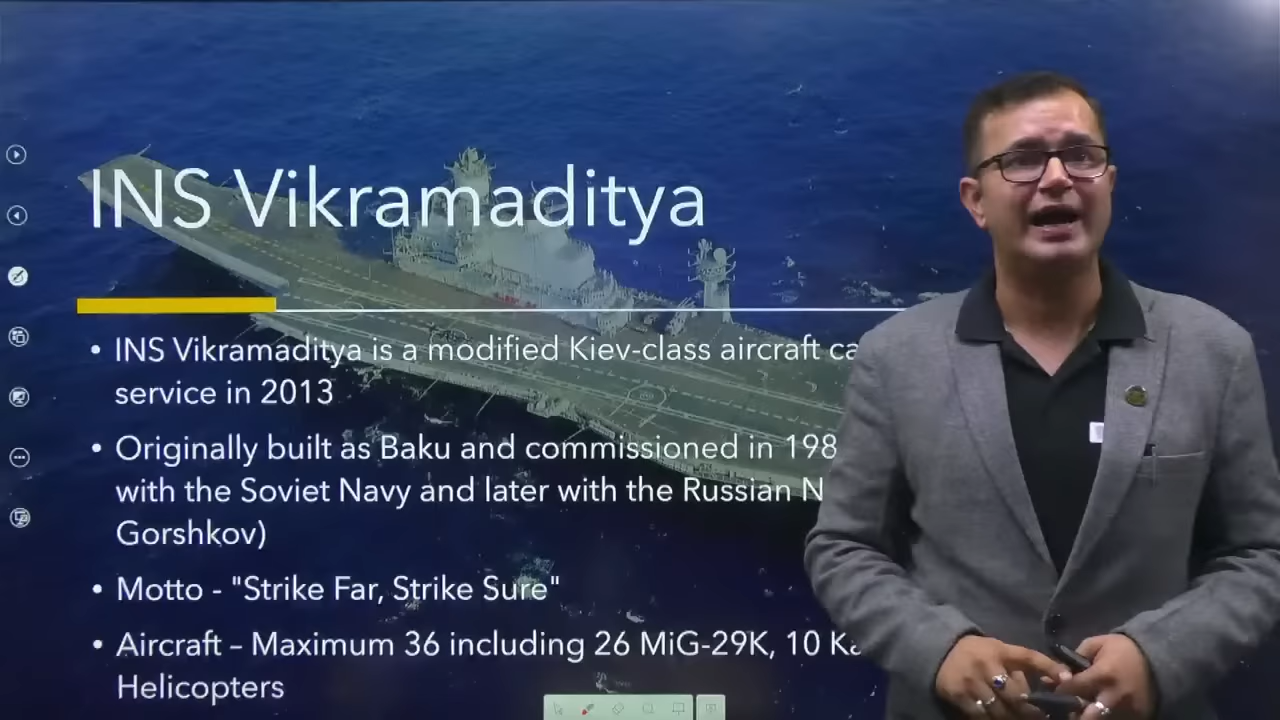 INS Vikramaditya
• INS Vikramaditya is a modified Kiev-class aircraft ca
service in 2013
• Originally built as Baku and commissioned in 198
with the Soviet Navy and later with the Russian N
Gorshkov)
• Motto - "Strike Far, Strike Sure"
• Aircraft – Maximum 36 including 26 MiG-29K, 10 Ka
Helicopters